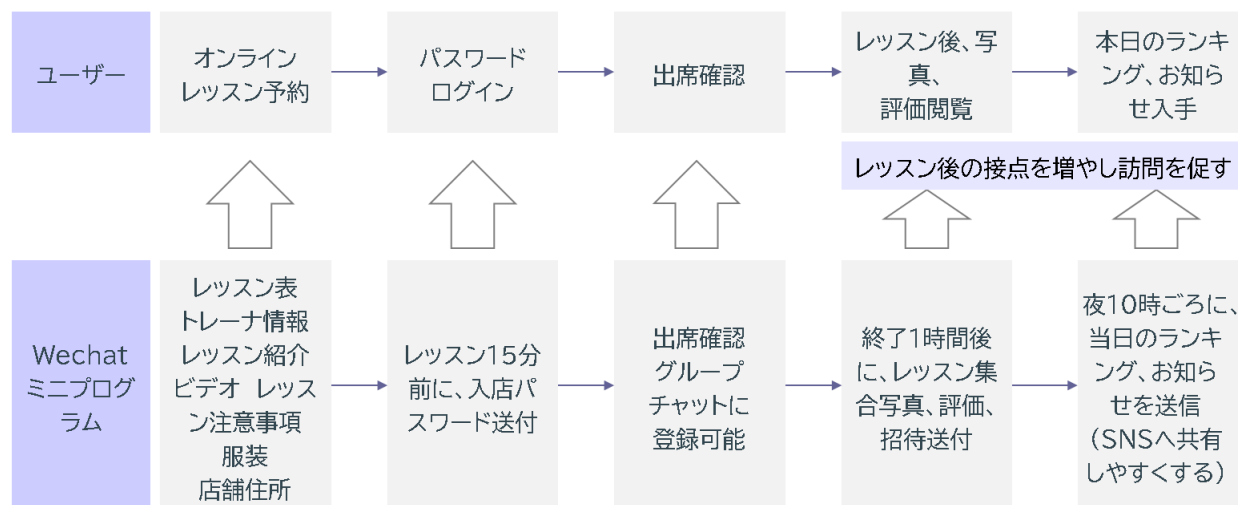 ユーザー
オンライン
レッスン予約
パスワード
ログイン
出席確認
レッスン後、写
真、
評価閲覧
本日のランキ
ング、お知ら
せ入手
レッスン後の接点を増やし訪問を促す
Wechat
ミニプログ
ラム
レッスン表
トレーナ情報
レッスン紹介
ビデオ レッス
ン注意事項
服装
店舗住所
レッスン15分
前に、入店パ
スワード送付
出席確認
グループ
チャットに
登録可能
終了1時間後
に、レッスン集
合写真、評価、
招待送付
夜10時ごろに、
当日のランキ
ング、お知ら
せを送信
（SNSへ共有
しやすくする）